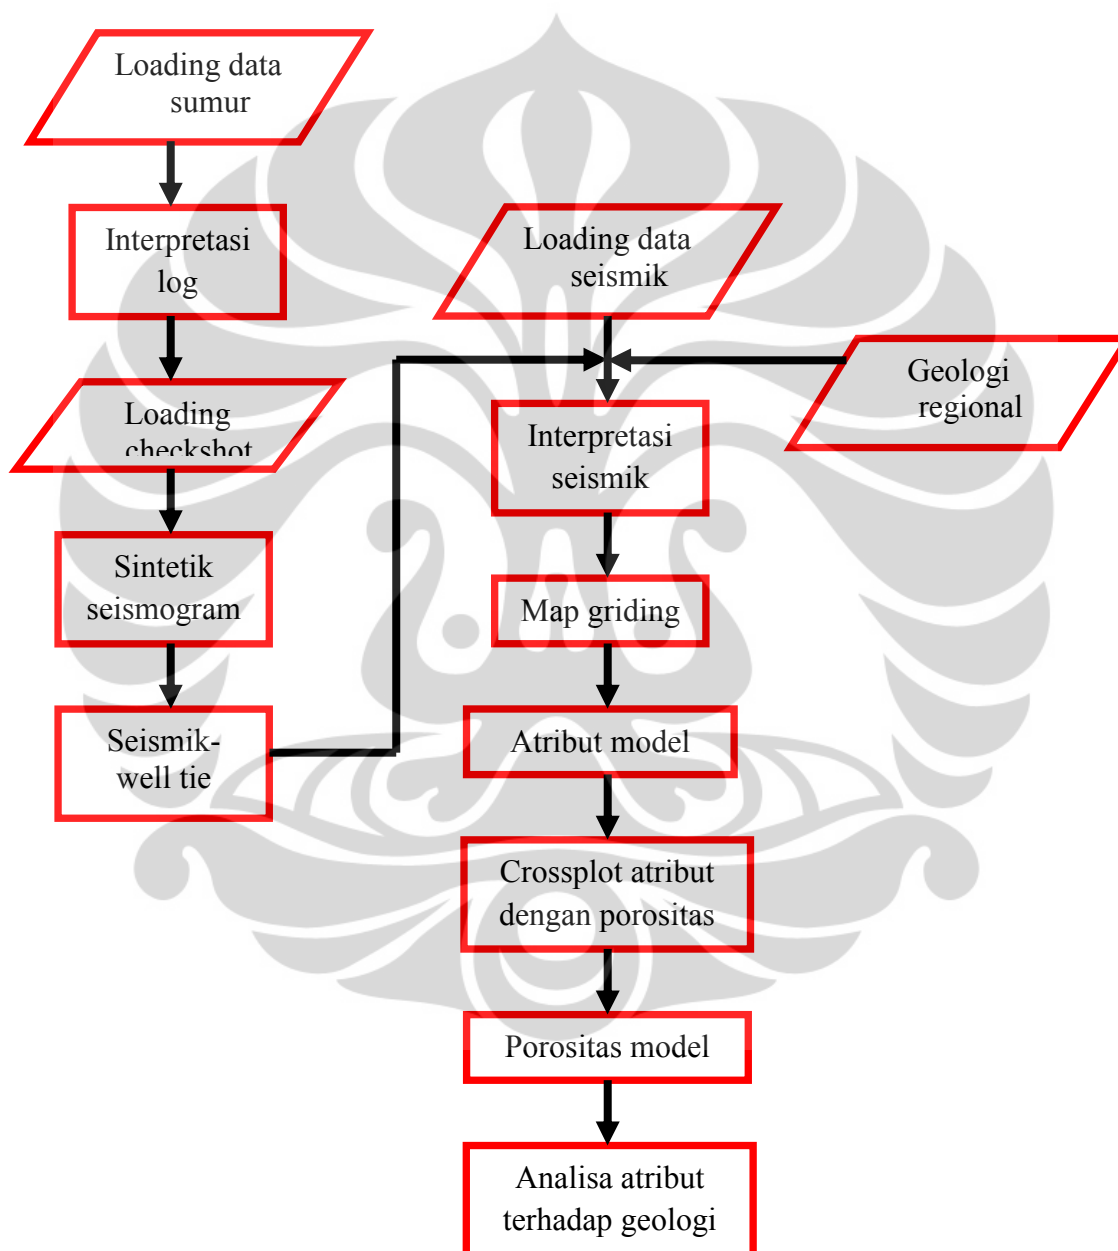 Loading data
sumur
Interpretasi
log
Loading
checkshot
Sintetik
seismogram
Seismik-
well tie
Loading data
seismik
Geologi
regional
Interpretasi
seismik
Map griding
Atribut model
Crossplot atribut
dengan porositas
Porositas model
Analisa atribut
terhadap geologi